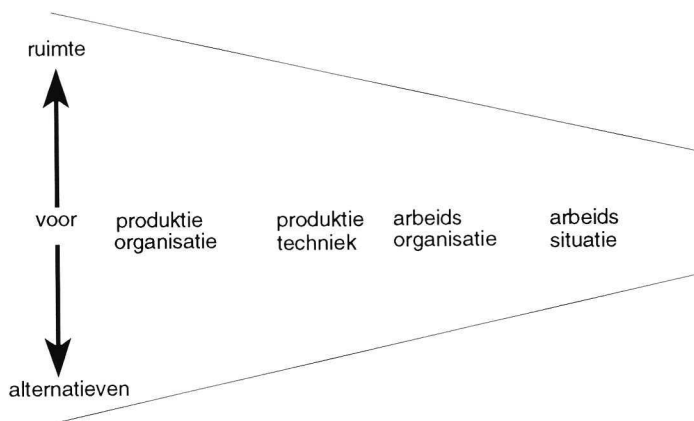 ruimte
voor
alternatieven
produktie
organisatie
produktie
techniek
arbeids
organisatie
arbeids
situatie